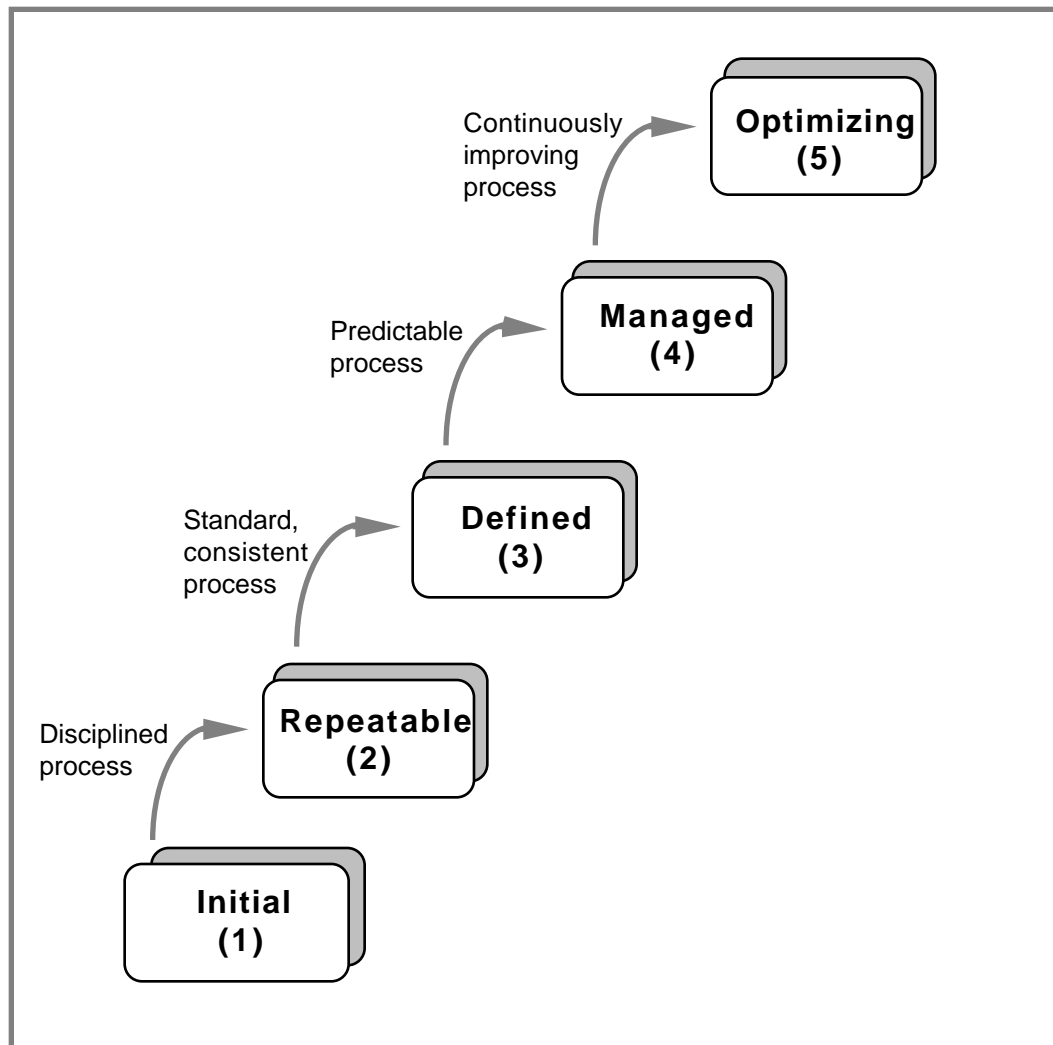 Continuously
improving
process
Optimizing
(5)
Predictable
process
Managed
(4)
Standard,
consistent
process
Defined
(3)
Disciplined
process
Repeatable
(2)
Initial
(1)